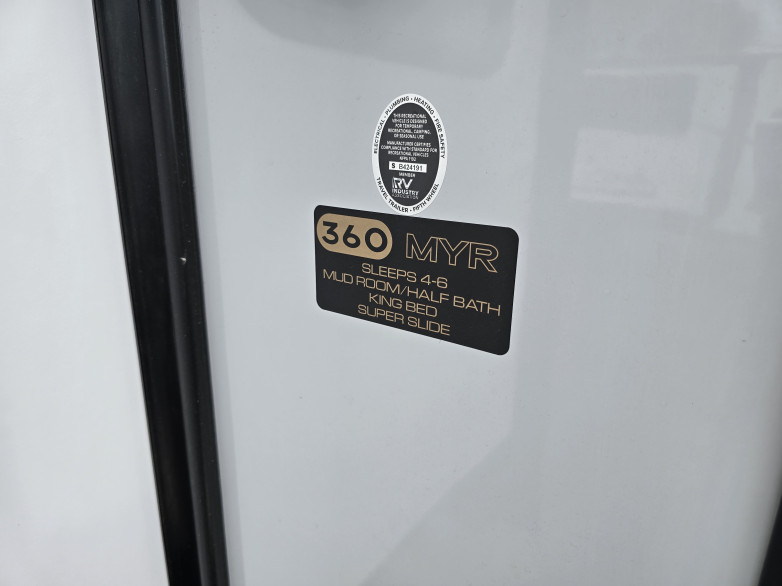 ELECTRICAL • PLUMBING • HEATING • FIRE SAFETY
THIS RECREATIONAL
VEHICLE IS DESIGNED
FOR TEMPORARY
RECREATIONAL, CAMPING,
OR SEASONAL USE
MANUFACTURER CERTIFIES
COMPLIANCE WITH STANDARD FOR
RECREATIONAL VEHICLES
S B424191
MEMBER
RV
INDUSTRY
ASSOCIATION
TRAVEL TRAILER • FIFTH WHEEL
360 MYR
SLEEPS 4-6
MUD ROOM/HALF BATH
KING BED
SUPER SLIDE